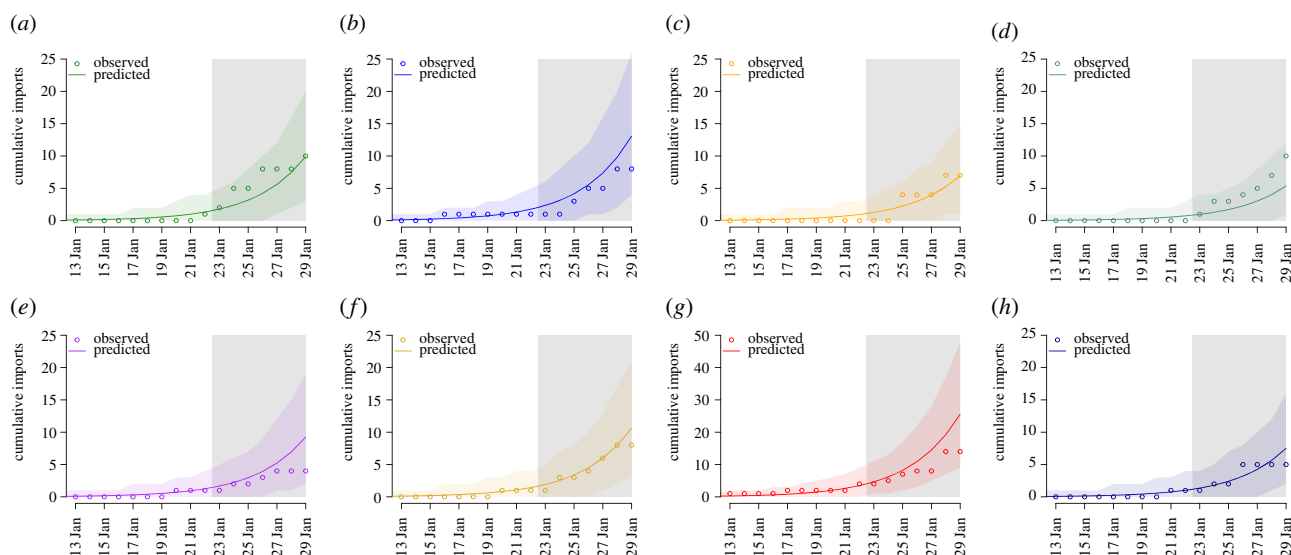 (a)
25
20
15
10
5
0
cumulative imports
observed
predicted
13 Jan
15 Jan
17 Jan
19 Jan
21 Jan
23 Jan
25 Jan
27 Jan
29 Jan
(b)
25
20
15
10
5
0
cumulative imports
observed
predicted
13 Jan
15 Jan
17 Jan
19 Jan
21 Jan
23 Jan
25 Jan
27 Jan
29 Jan
(c)
25
20
15
10
5
0
cumulative imports
observed
predicted
13 Jan
15 Jan
17 Jan
19 Jan
21 Jan
23 Jan
25 Jan
27 Jan
29 Jan
(d)
25
20
15
10
5
0
cumulative imports
observed
predicted
13 Jan
15 Jan
17 Jan
19 Jan
21 Jan
23 Jan
25 Jan
27 Jan
29 Jan
(e)
25
20
15
10
5
0
cumulative imports
observed
predicted
13 Jan
15 Jan
17 Jan
19 Jan
21 Jan
23 Jan
25 Jan
27 Jan
29 Jan
(f)
25
20
15
10
5
0
cumulative imports
observed
predicted
13 Jan
15 Jan
17 Jan
19 Jan
21 Jan
23 Jan
25 Jan
27 Jan
29 Jan
(g)
50
40
30
20
10
0
cumulative imports
observed
predicted
13 Jan
15 Jan
17 Jan
19 Jan
21 Jan
23 Jan
25 Jan
27 Jan
29 Jan
(h)
25
20
15
10
5
0
cumulative imports
observed
predicted
13 Jan
15 Jan
17 Jan
19 Jan
21 Jan
23 Jan
25 Jan
27 Jan
29 Jan